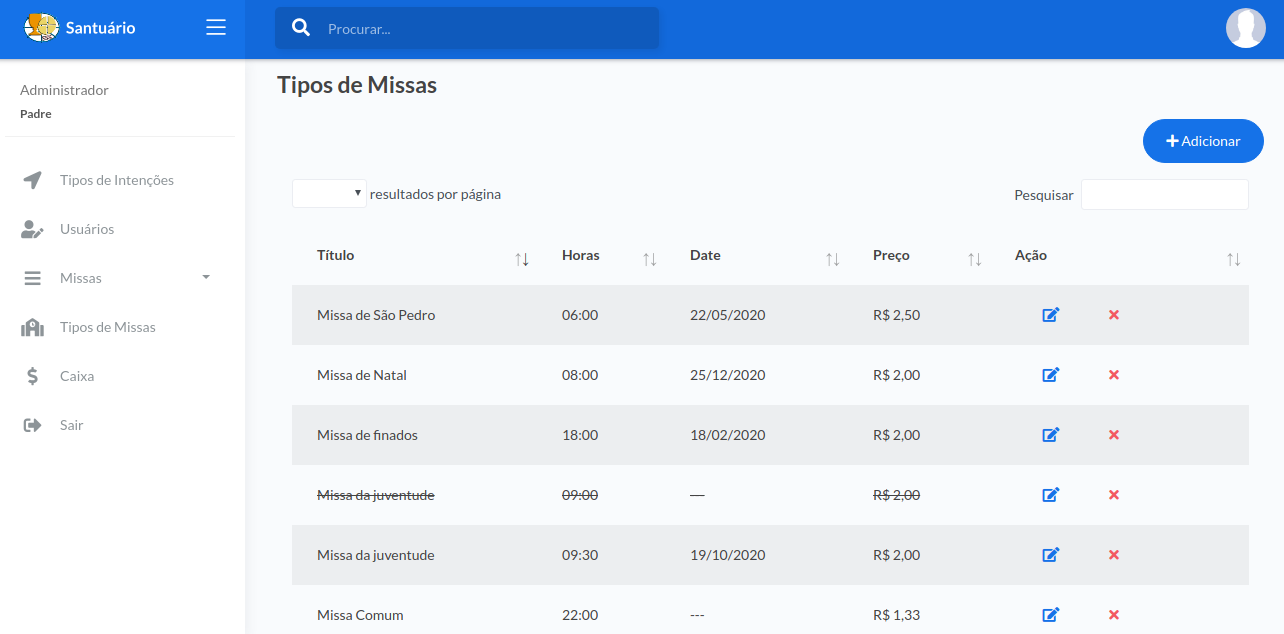 Santuário
Procurar...
Administrador
Padre
Tipos de Intenções
Usuários
Missas
Tipos de Missas
Caixa
Sair
Tipos de Missas
Adicionar
resultados por página
Pesquisar
Título Horas Date Preço Ação
Missa de São Pedro 06:00 22/05/2020 R$ 2,50
Missa de Natal 08:00 25/12/2020 R$ 2,00
Missa de finados 18:00 18/02/2020 R$ 2,00
Missa da juventude 09:00 --- R$ 2,00
Missa da juventude 09:30 19/10/2020 R$ 2,00
Missa Comum 22:00 --- R$ 1,33